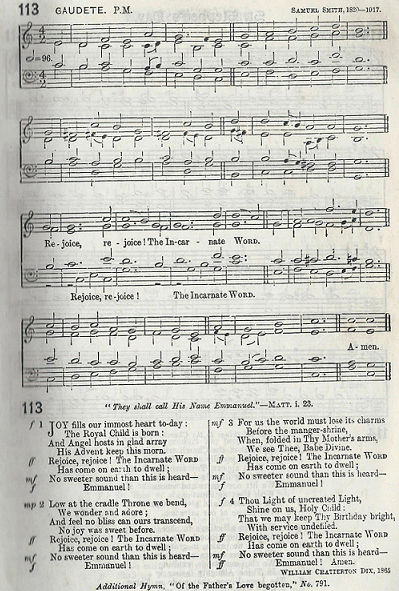 113 GAUDETE. P.M. SAMUEL SMITH, 1821—1917.
=96.
Re-joice, re-joice! The In-car-nate WORD.
Rejoice, re-joice! The Incarnate WORD.
A-men.
113
"They shall call His Name Emmanuel."—MATT. i. 23.
f 1 JOY fills our inmost heart to-day:
The Royal Child is born:
And Angel hosts in glad array
His Advent keep this morn.
ff Rejoice, rejoice! The Incarnate WORD
Has come on earth to dwell;
mf No sweeter sound than this is heard—
f Emmanuel!
mp 2 Low at the cradle Throne we bend,
We wonder and adore;
And feel no bliss can ours transcend,
No joy was sweet before.
ff Rejoice, rejoice! The Incarnate WORD
Has come on earth to dwell;
mf No sweeter sound than this is heard—
f Emmanuel!
mf 3 For us the world must lose its charms
Before the manger-shrine,
When, folded in Thy Mother's arms,
We see Thee, Babe Divine.
ff Rejoice, rejoice! The Incarnate WORD
Has come on earth to dwell;
mf No sweeter sound than this is heard—
f Emmanuel!
f 4 Thou Light of uncreated Light,
Shine on us, Holy Child:
That we may keep Thy Birthday bright,
With service undefiled.
ff Rejoice, rejoice! The Incarnate WORD
Has come on earth to dwell;
mf No sweeter sound than this is heard—
ff Emmanuel! Amen.
WILLIAM CHATTERTON DIX, 1865
Additional Hymn, "Of the Father's Love begotten," No. 791.